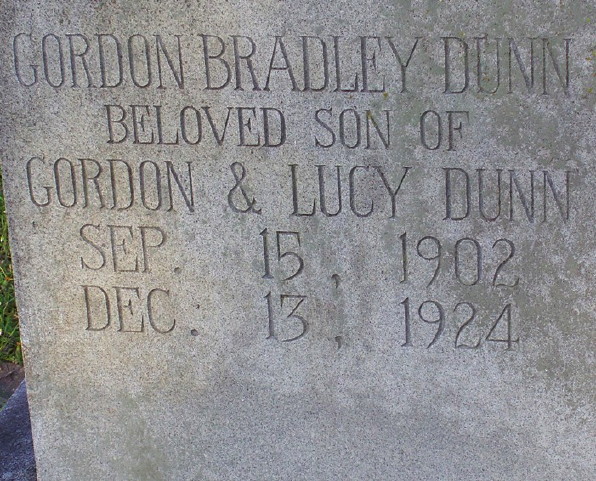 GORDON BRADLEY DUNN
BELOVED SON OF
GORDON & LUCY DUNN
SEP. 15, 1902
DEC. 13, 1924